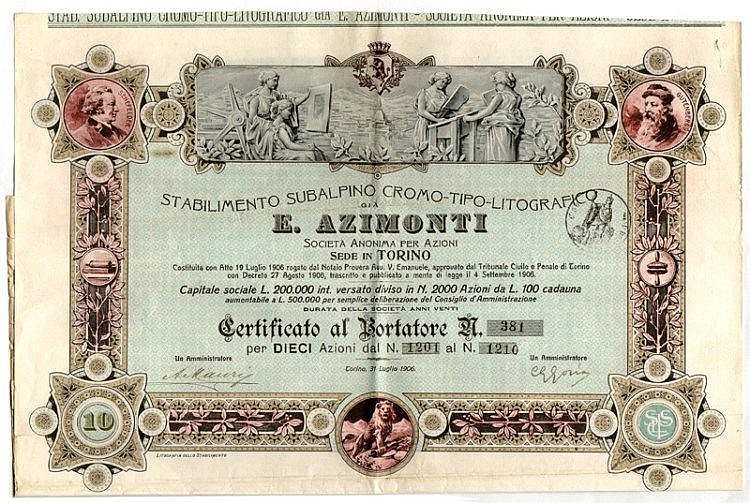 STAB. SUBALPINO CROMO-TIPO-LITOGRAFICO GIÀ E. AZIMONTI - SOCIETÀ ANONIMA PER AZIONI - SEDE
GUTTEMBERG
STABILIMENTO SUBALPINO CROMO-TIPO-LITOGRAFICO
GIÀ
E. AZIMONTI
SOCIETÀ ANONIMA PER AZIONI
SEDE IN TORINO
Costituita con Atto 19 Luglio 1906 rogato dal Notaio Provera Avv. V. Emanuele, approvato dal Tribunale Civile e Penale di Torino
con Decreto 27 Agosto 1906, trascritto e pubblicato a mente di legge il 4 Settembre 1906.
Capitale sociale L. 200.000 int. versato diviso in N. 2000 Azioni da L. 100 cadauna
aumentabile a L. 500.000 per semplice deliberazione del Consiglio d'Amministrazione
DURATA DELLA SOCIETÀ ANNI VENTI
Certificato al Portatore N. 381
per DIECI Azioni dal N. 1201 al N. 1210
Un Amministratore
Un Amministratore
Torino, 31 Luglio 1906.
10
LITOGRAFIA DELLO STABILIMENTO